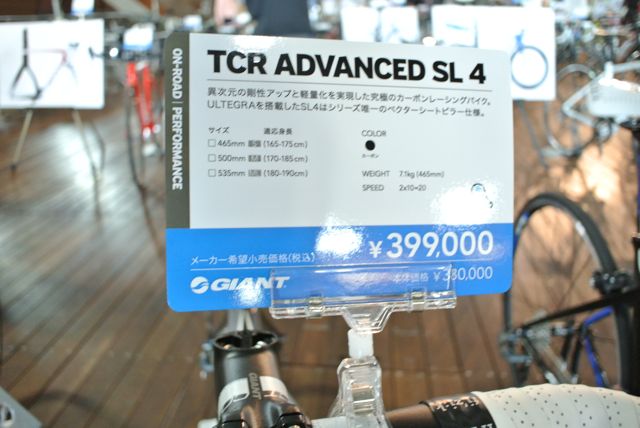 TCR ADVANCED SL 4
ON-ROAD | PERFORMANCE
異次元の剛性アップと軽量化を実現した究極のカーボンレーシングバイク。
ULTEGRAを搭載したSL4はシリーズ唯一のベクターシートピラー仕様。
サイズ 適応身長
465mm (165-175cm)
500mm (170-185cm)
535mm (180-190cm)
COLOR
カーボン
WEIGHT 7.1kg (465mm)
SPEED 2x10=20
メーカー希望小売価格(税込) ¥399,000
本体価格 ¥380,000
GIANT
GIANT